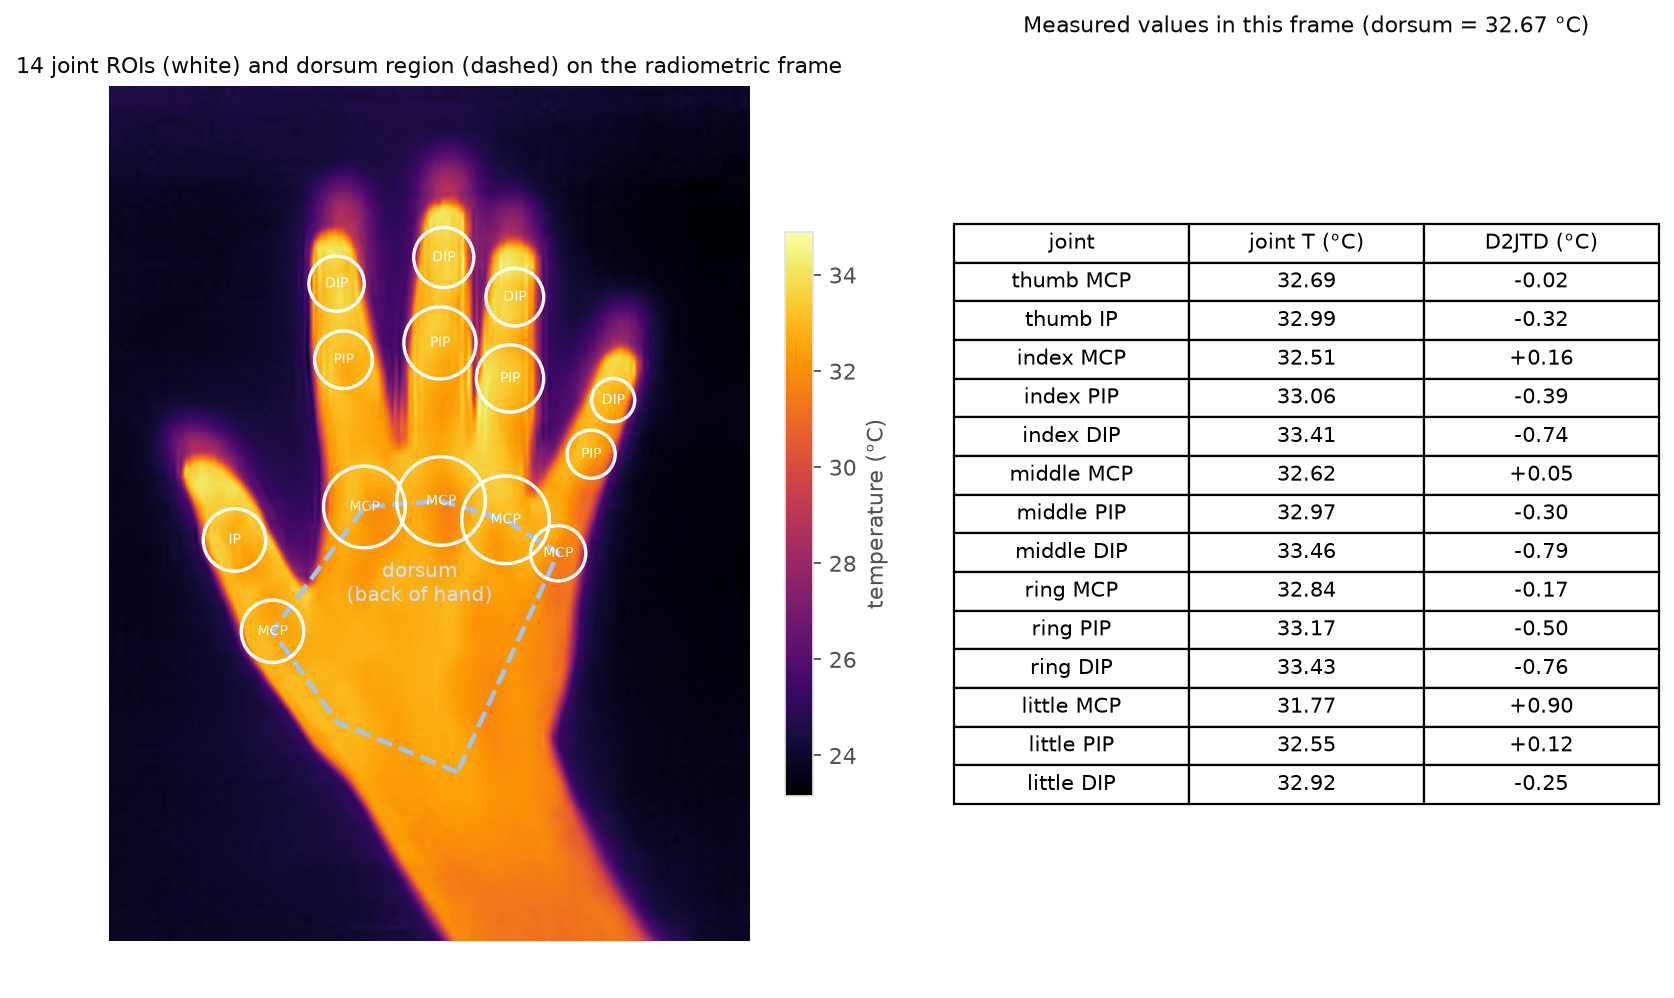 Measured values in this frame (dorsum = 32.67 °C)
14 joint ROIs (white) and dorsum region (dashed) on the radiometric frame
DIP
DIP
DIP
PIP
PIP
PIP
DIP
PIP
MCP
MCP
MCP
IP
MCP
dorsum
(back of hand)
MCP
34
32
30
28
26
24
temperature (°C)
joint joint T (°C) D2JTD (°C)
thumb MCP 32.69 -0.02
thumb IP 32.99 -0.32
index MCP 32.51 +0.16
index PIP 33.06 -0.39
index DIP 33.41 -0.74
middle MCP 32.62 +0.05
middle PIP 32.97 -0.30
middle DIP 33.46 -0.79
ring MCP 32.84 -0.17
ring PIP 33.17 -0.50
ring DIP 33.43 -0.76
little MCP 31.77 +0.90
little PIP 32.55 +0.12
little DIP 32.92 -0.25